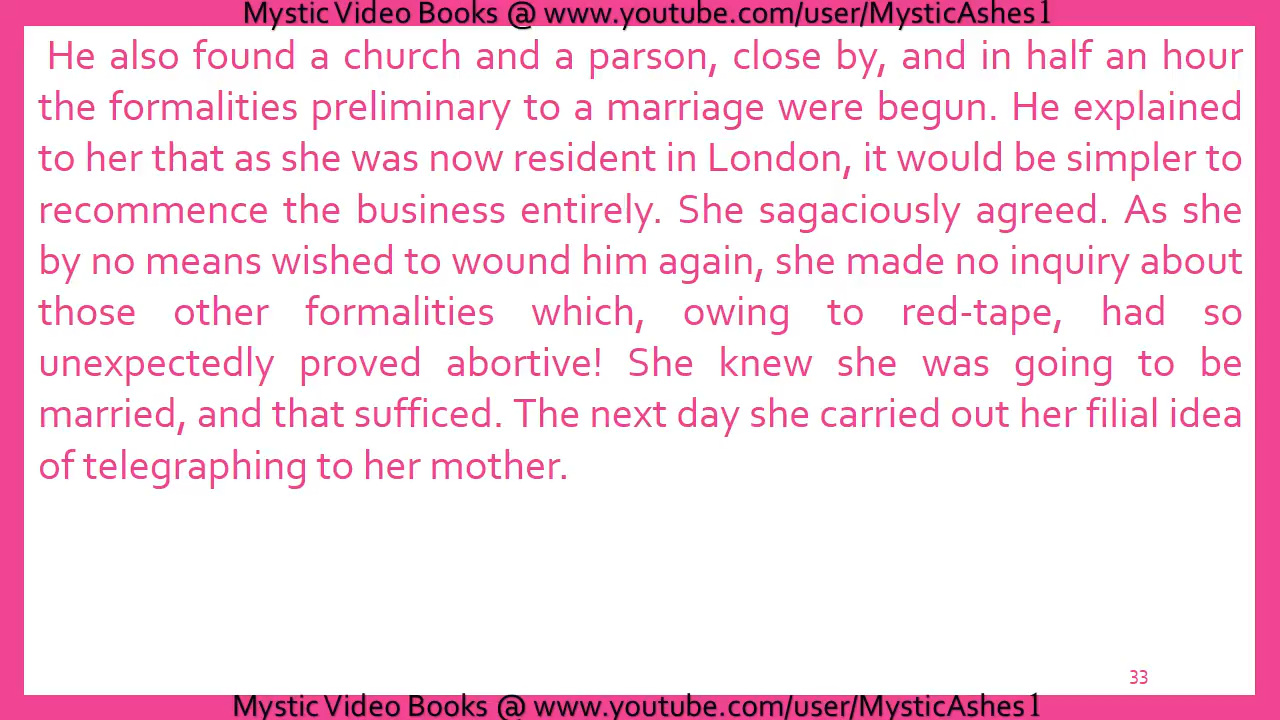 Mystic Video Books @ www.youtube.com/user/MysticAshes1
He also found a church and a parson, close by, and in half an hour
the formalities preliminary to a marriage were begun. He explained
to her that as she was now resident in London, it would be simpler to
recommence the business entirely. She sagaciously agreed. As she
by no means wished to wound him again, she made no inquiry about
those other formalities which, owing to red-tape, had so
unexpectedly proved abortive! She knew she was going to be
married, and that sufficed. The next day she carried out her filial idea
of telegraphing to her mother.
33
Mystic Video Books @ www.youtube.com/user/MysticAshes1